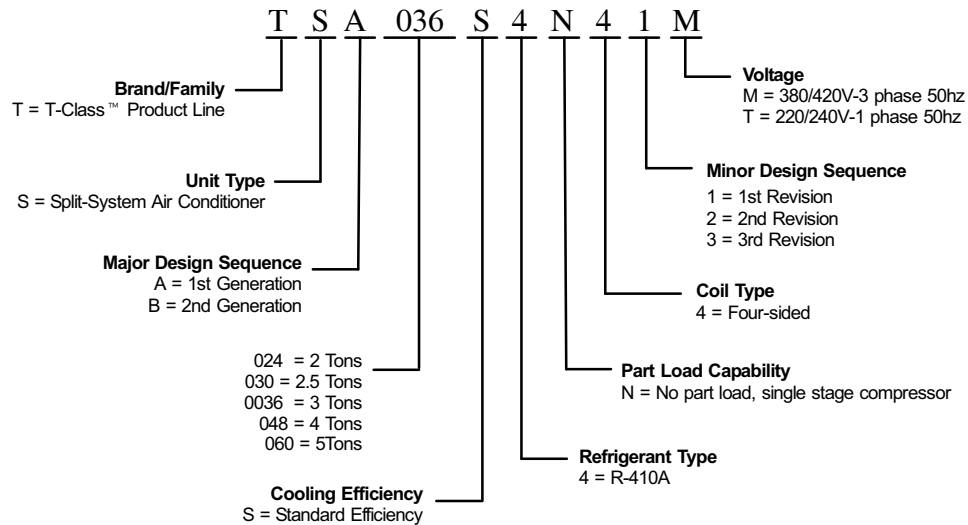 T S A 036 S 4 N 4 1 M
Brand/Family
T = T-Class™ Product Line
Unit Type
S = Split-System Air Conditioner
Major Design Sequence
A = 1st Generation
B = 2nd Generation
024 = 2 Tons
030 = 2.5 Tons
0036 = 3 Tons
048 = 4 Tons
060 = 5Tons
Cooling Efficiency
S = Standard Efficiency
Voltage
M = 380/420V-3 phase 50hz
T = 220/240V-1 phase 50hz
Minor Design Sequence
1 = 1st Revision
2 = 2nd Revision
3 = 3rd Revision
Coil Type
4 = Four-sided
Part Load Capability
N = No part load, single stage compressor
Refrigerant Type
4 = R-410A